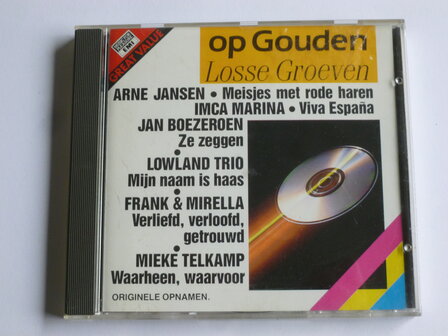 EMI
GREAT VALUE
op Gouden
Losse Groeven
ARNE JANSEN • Meisjes met rode haren
IMCA MARINA • Viva España
JAN BOEZEROEN
Ze zeggen
•
LOWLAND TRIO
Mijn naam is haas
•
FRANK & MIRELLA
Verliefd, verloofd,
getrouwd
•
MIEKE TELKAMP
Waarheen, waarvoor
ORIGINELE OPNAMEN.